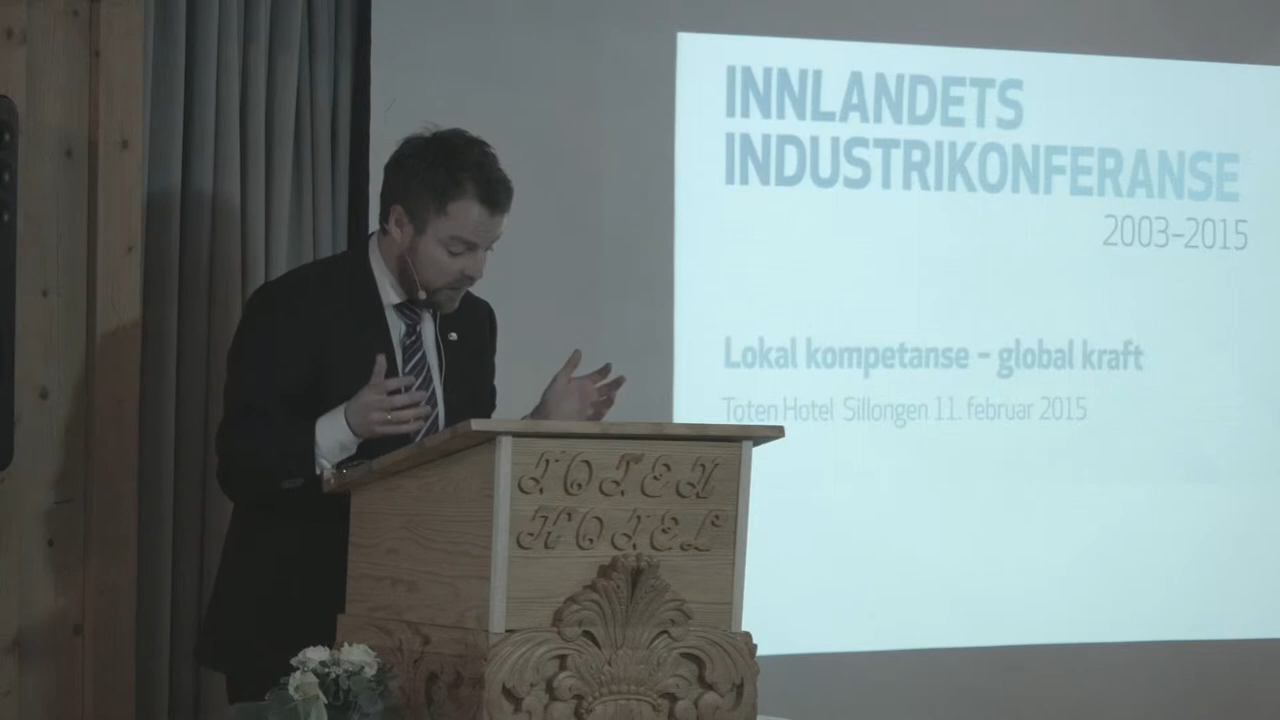 INNLANDETS
INDUSTRIKONFERANSE
2003-2015
Lokal kompetanse - global kraft
Toten Hotel Sillongen 11. februar 2015
TOTEN
HOTEL